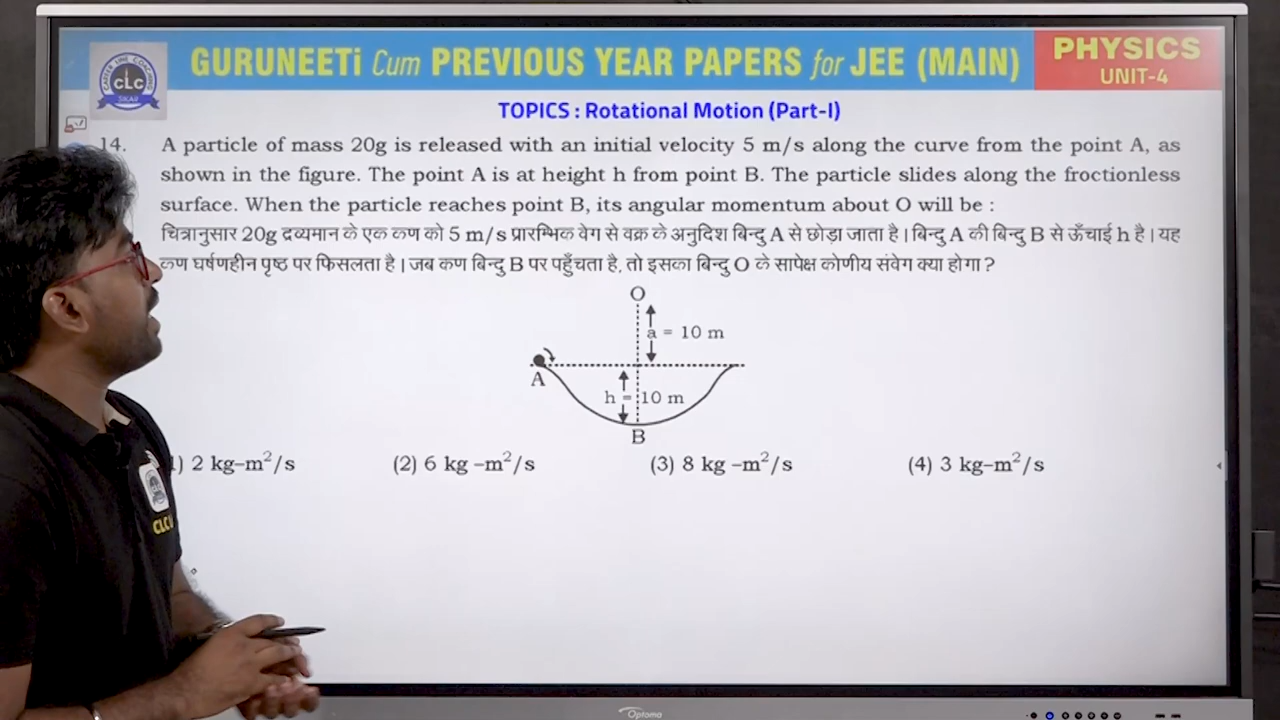 GURUNEETi Cum PREVIOUS YEAR PAPERS for JEE (MAIN)
PHYSICS
UNIT-4
CLC
SIKAR
TOPICS : Rotational Motion (Part-I)
14. A particle of mass 20g is released with an initial velocity 5 m/s along the curve from the point A, as
shown in the figure. The point A is at height h from point B. The particle slides along the froctionless
surface. When the particle reaches point B, its angular momentum about O will be :
चित्रानुसार 20g द्रव्यमान के एक कण को 5 m/s प्रारम्भिक वेग से वक्र के अनुदिश बिन्दु A से छोड़ा जाता है। बिन्दु A की बिन्दु B से ऊँचाई h है। यह
कण घर्षणहीन पृष्ठ पर फिसलता है। जब कण बिन्दु B पर पहुँचता है, तो इसका बिन्दु O के सापेक्ष कोणीय संवेग क्या होगा ?
O
a = 10 m
A
h = 10 m
B
1) 2 kg–m²/s (2) 6 kg –m²/s (3) 8 kg –m²/s (4) 3 kg–m²/s
CLC
Optoma